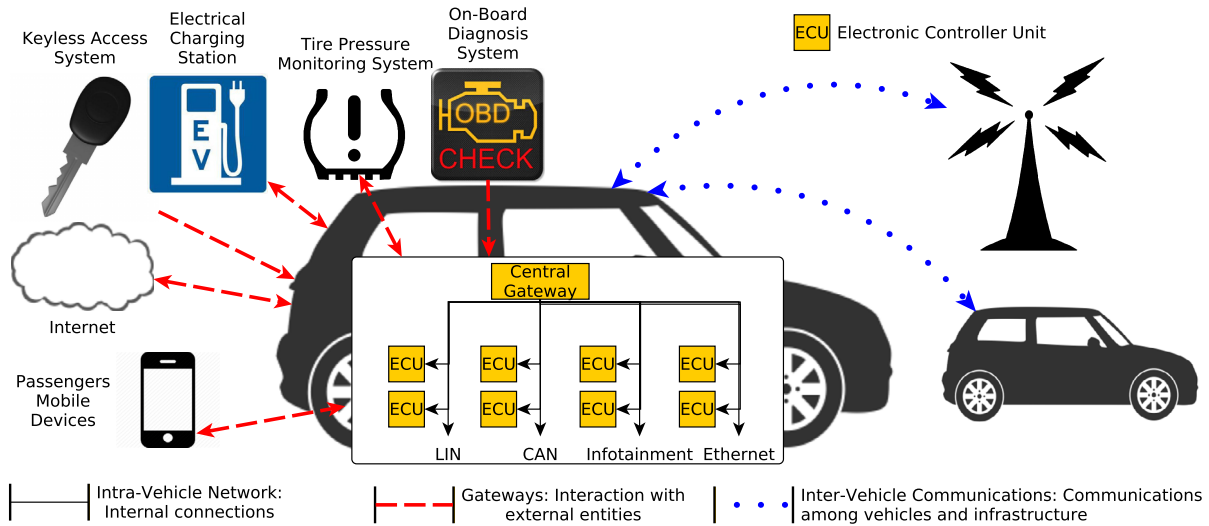 Keyless Access
System
Electrical
Charging
Station
Tire Pressure
Monitoring System
On-Board
Diagnosis
System
ECU Electronic Controller Unit
E
V
OBD
CHECK
Internet
Passengers
Mobile
Devices
Central
Gateway
ECU ECU ECU ECU
ECU ECU ECU ECU
LIN CAN Infotainment Ethernet
Intra-Vehicle Network:
Internal connections
Gateways: Interaction with
external entities
Inter-Vehicle Communications: Communications
among vehicles and infrastructure